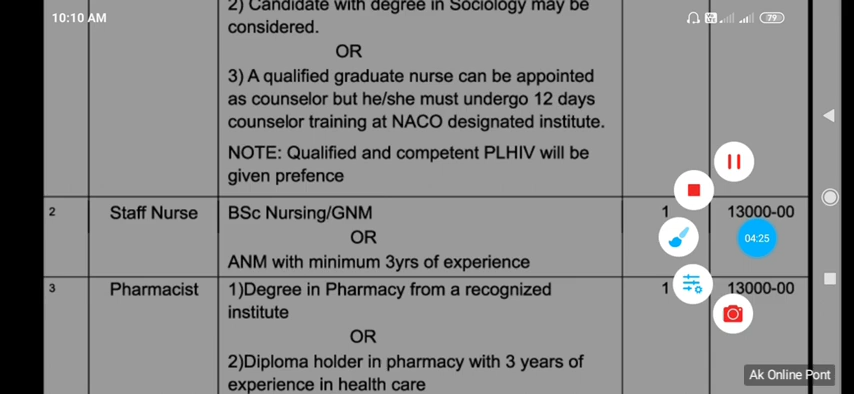 10:10 AM
79
2) Candidate with degree in Sociology may be
considered.
OR
3) A qualified graduate nurse can be appointed
as counselor but he/she must undergo 12 days
counselor training at NACO designated institute.
NOTE: Qualified and competent PLHIV will be
given prefence
2 Staff Nurse BSc Nursing/GNM 1 13000-00
OR
ANM with minimum 3yrs of experience
04:25
3 Pharmacist 1)Degree in Pharmacy from a recognized 1 13000-00
institute
OR
2)Diploma holder in pharmacy with 3 years of
experience in health care
Ak Online Pont